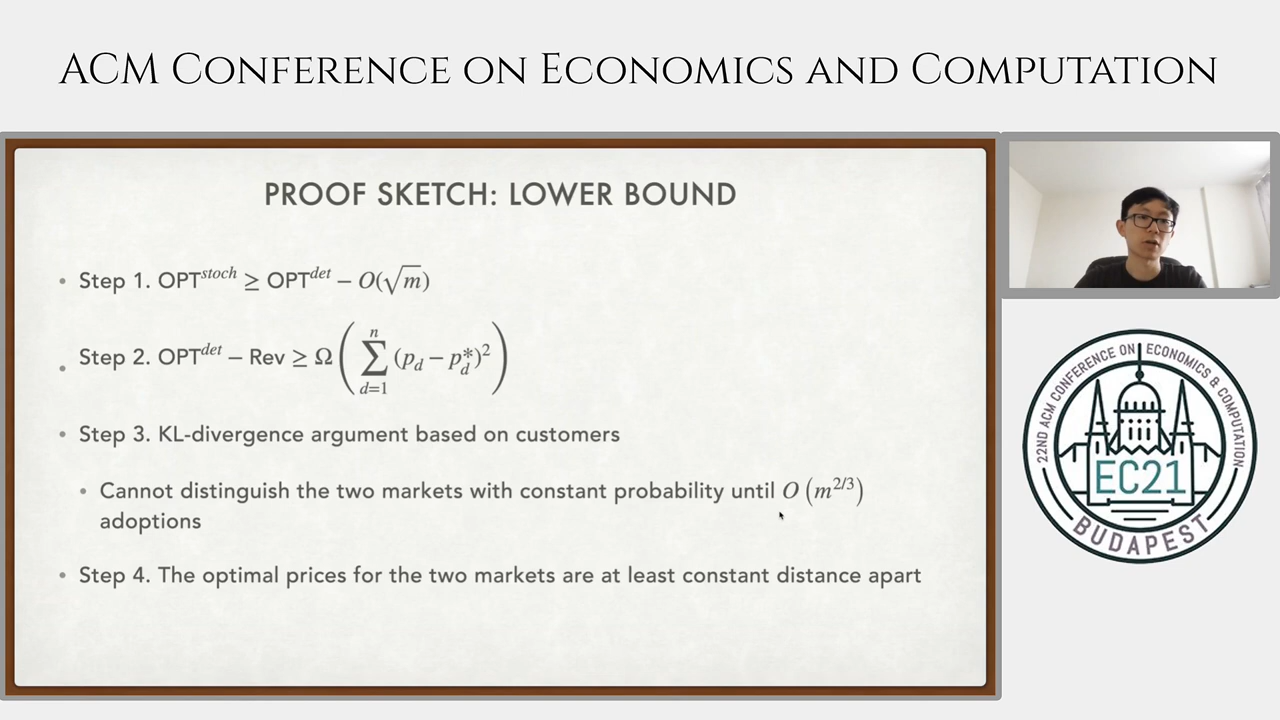 ACM Conference on Economics and Computation
PROOF SKETCH: LOWER BOUND
• Step 1. OPT^stoch ≥ OPT^det − O(√m)
• Step 2. OPT^det − Rev ≥ Ω(∑_{d=1}^{n} (p_d − p_d^*)^2)
• Step 3. KL-divergence argument based on customers
• Cannot distinguish the two markets with constant probability until O(m^{2/3})
adoptions
• Step 4. The optimal prices for the two markets are at least constant distance apart
22ND ACM CONFERENCE ON ECONOMICS & COMPUTATION
EC21
BUDAPEST